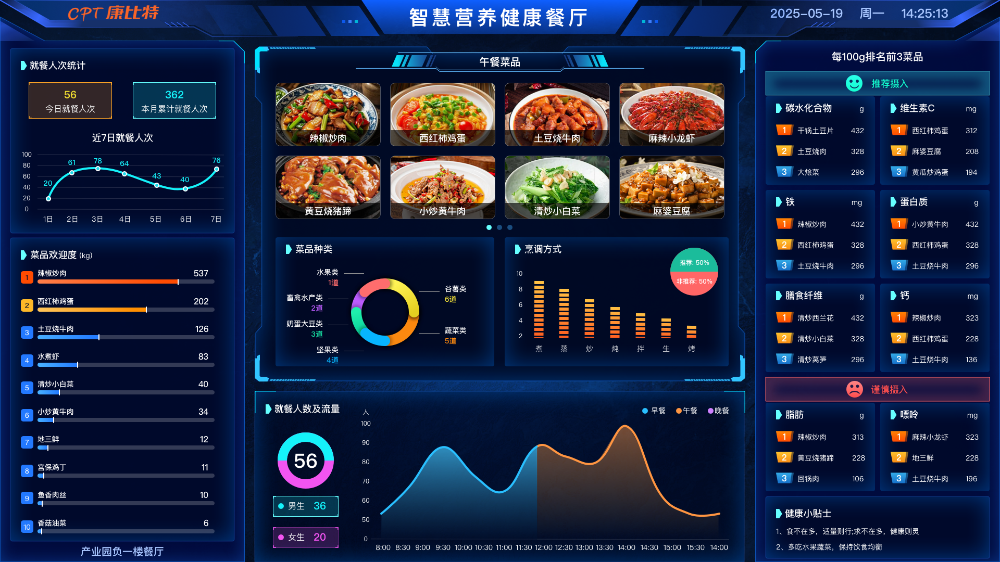 CPT 康比特
智慧营养健康餐厅
2025-05-19 周一 14:25:13
就餐人次统计
56
今日就餐人次
362
本月累计就餐人次
近7日就餐人次
100
80
60
40
20
0
20
61
78
64
43
40
76
1日 2日 3日 4日 5日 6日 7日
菜品欢迎度 (kg)
1 辣椒炒肉 537
2 西红柿鸡蛋 202
3 土豆烧牛肉 126
4 水煮虾 83
5 清炒小白菜 40
6 小炒黄牛肉 34
7 地三鲜 12
8 宫保鸡丁 11
9 鱼香肉丝 10
10 香菇油菜 6
产业园负一楼餐厅
午餐菜品
辣椒炒肉
西红柿鸡蛋
土豆烧牛肉
麻辣小龙虾
黄豆烧猪蹄
小炒黄牛肉
清炒小白菜
麻婆豆腐
菜品种类
水果类
1道
畜禽水产类
2道
奶蛋大豆类
3道
坚果类
4道
谷薯类
6道
蔬菜类
5道
烹调方式
推荐: 50%
非推荐: 50%
10
8
6
4
2
煮 蒸 炒 炖 拌 生 烤
就餐人数及流量
56
男生 36
女生 20
人
早餐 午餐 晚餐
100
90
80
70
60
50
0
8:00 8:30 9:00 9:30 10:00 10:30 11:00 11:30 12:00 12:30 13:00 13:30 14:00 14:30 15:00 15:30 14:00
每100g排名前3菜品
推荐摄入
碳水化合物 g
1 干锅土豆片 432
2 土豆烧肉 328
3 大烩菜 296
维生素C mg
1 西红柿鸡蛋 312
2 麻婆豆腐 208
3 黄瓜炒鸡蛋 194
铁 mg
1 辣椒炒肉 432
2 西红柿鸡蛋 328
3 土豆烧牛肉 296
蛋白质 g
1 小炒黄牛肉 432
2 西红柿鸡蛋 328
3 土豆烧牛肉 296
膳食纤维 g
1 清炒西兰花 432
2 清炒小白菜 328
3 清炒莴笋 296
钙 mg
1 辣椒炒肉 323
2 西红柿鸡蛋 228
3 土豆烧牛肉 136
谨慎摄入
脂肪 g
1 辣椒炒肉 313
2 黄豆烧猪蹄 228
3 回锅肉 106
嘌呤 mg
1 麻辣小龙虾 323
2 地三鲜 228
3 土豆烧牛肉 196
健康小贴士
1、食不在多，适量则行;求不在多，健康则灵
2、多吃水果蔬菜，保持饮食均衡